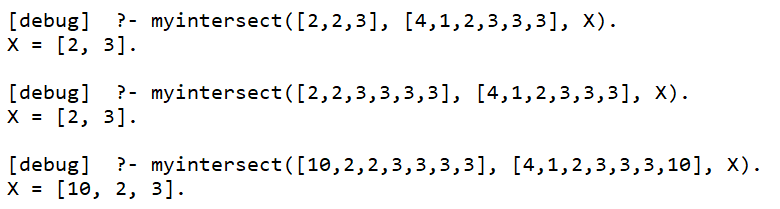 [debug]  ?- myintersect([2,2,3], [4,1,2,3,3,3], X).
X = [2, 3].
[debug]  ?- myintersect([2,2,3,3,3,3], [4,1,2,3,3,3], X).
X = [2, 3].
[debug]  ?- myintersect([10,2,2,3,3,3,3], [4,1,2,3,3,3,10], X).
X = [10, 2, 3].